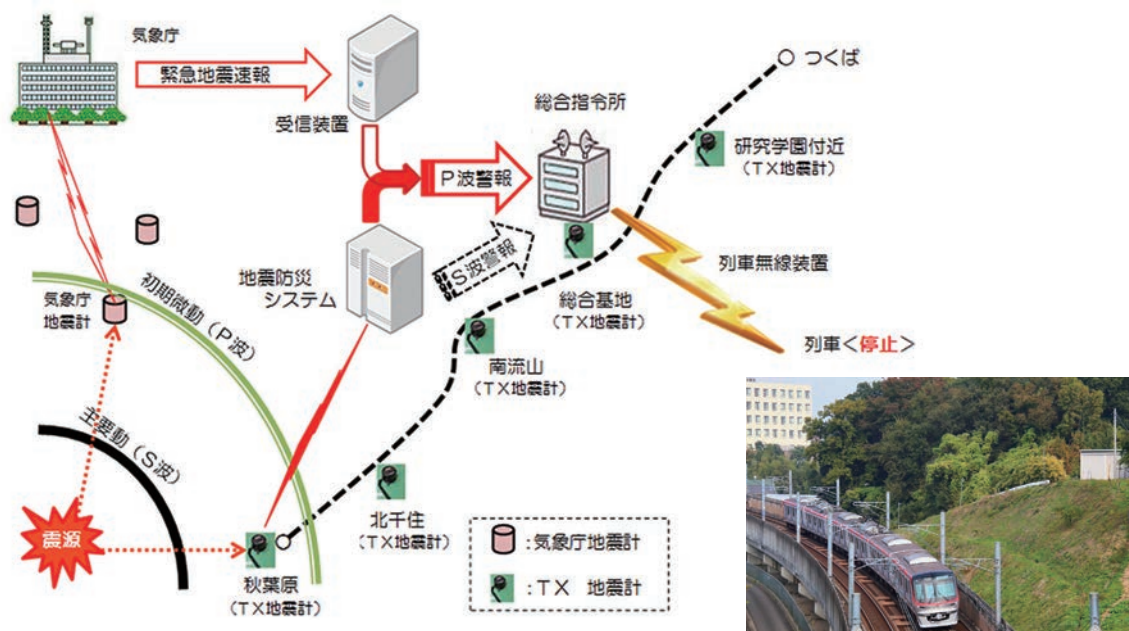 気象庁
緊急地震速報
受信装置
総合指令所
つくば
研究学園付近
(TX地震計)
P波警報
S波警報
地震防災
システム
列車無線装置
総合基地
(TX地震計)
列車<停止>
気象庁
地震計
初期微動(P波)
南流山
(TX地震計)
主要動(S波)
震源
北千住
(TX地震計)
秋葉原
(TX地震計)
:気象庁地震計
:TX 地震計